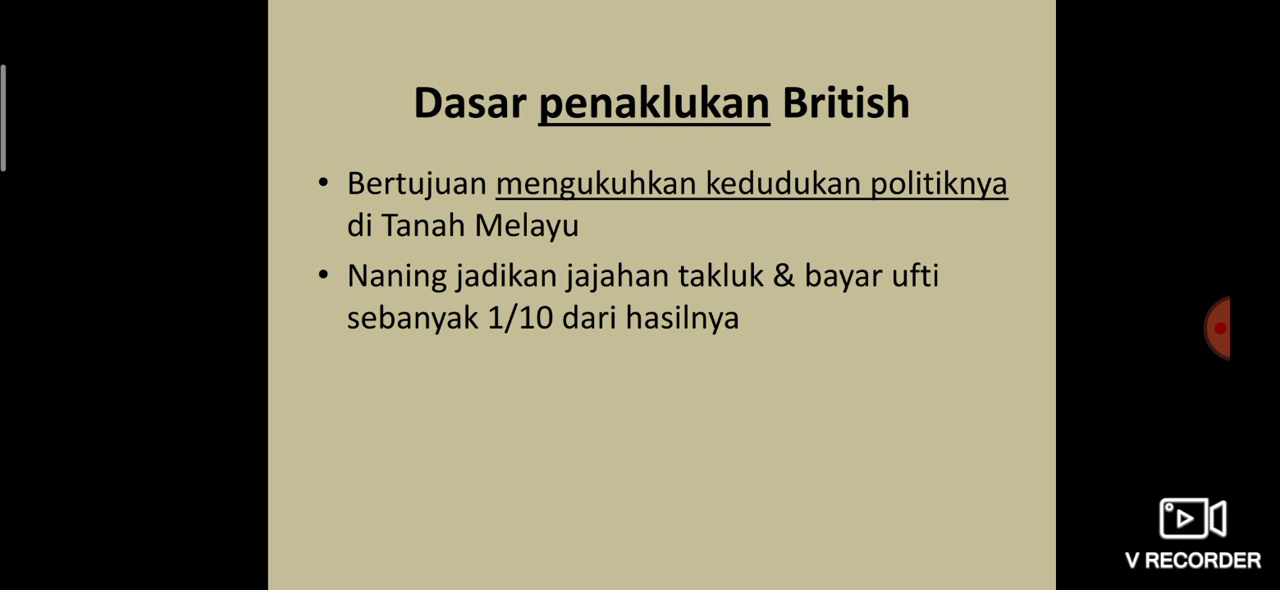 Dasar penaklukan British
• Bertujuan mengukuhkan kedudukan politiknya
di Tanah Melayu
• Naning jadikan jajahan takluk & bayar ufti
sebanyak 1/10 dari hasilnya
V RECORDER